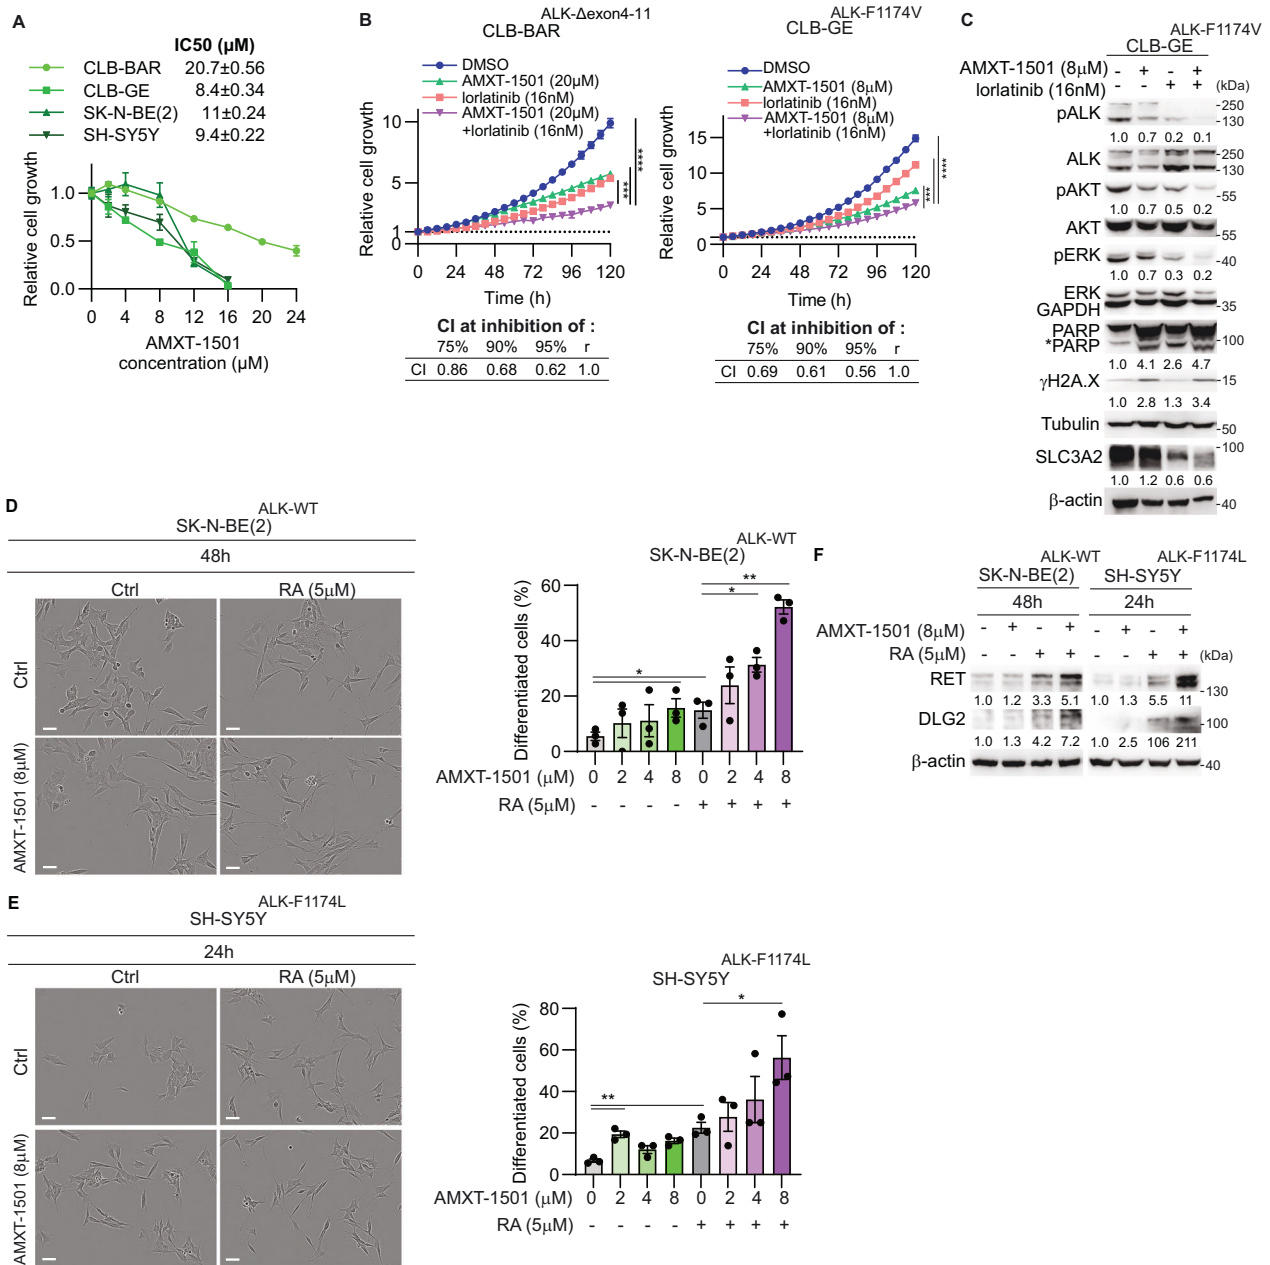 A
IC50 (μM)
CLB-BAR 20.7±0.56
CLB-GE 8.4±0.34
SK-N-BE(2) 11±0.24
SH-SY5Y 9.4±0.22
Relative cell growth
1.0
0.5
0.0
0 4 8 12 16 20 24
AMXT-1501
concentration (μM)
B
ALK-Δexon4-11
CLB-BAR
DMSO
AMXT-1501 (20μM)
lorlatinib (16nM)
AMXT-1501 (20μM)
+lorlatinib (16nM)
Relative cell growth
10
5
1
0
0 24 48 72 96 120
Time (h)
***
****
CI at inhibition of :
75% 90% 95% r
CI 0.86 0.68 0.62 1.0
ALK-F1174V
CLB-GE
DMSO
AMXT-1501 (8μM)
lorlatinib (16nM)
AMXT-1501 (8μM)
+lorlatinib (16nM)
Relative cell growth
15
10
5
0
0 24 48 72 96 120
Time (h)
***
****
CI at inhibition of :
75% 90% 95% r
CI 0.69 0.61 0.56 1.0
C
ALK-F1174V
CLB-GE
AMXT-1501 (8μM) - + - +
lorlatinib (16nM) - - + + (kDa)
pALK -250
-130
1.0 0.7 0.2 0.1
ALK -250
-130
pAKT -55
1.0 0.7 0.5 0.2
AKT -55
pERK -40
1.0 0.7 0.3 0.2
ERK
GAPDH -35
PARP
*PARP -100
1.0 4.1 2.6 4.7
γH2A.X -15
1.0 2.8 1.3 3.4
Tubulin -50
SLC3A2 -100
1.0 1.2 0.6 0.6
β-actin -40
D
ALK-WT
SK-N-BE(2)
48h
Ctrl RA (5μM)
Ctrl
AMXT-1501 (8μM)
ALK-WT
SK-N-BE(2)
Differentiated cells (%)
60
40
20
0
*
*
**
AMXT-1501 (μM) 0 2 4 8 0 2 4 8
RA (5μM) - - - - + + + +
E
ALK-F1174L
SH-SY5Y
24h
Ctrl RA (5μM)
Ctrl
AMXT-1501 (8μM)
ALK-F1174L
SH-SY5Y
Differentiated cells (%)
80
60
40
20
0
**
*
AMXT-1501 (μM) 0 2 4 8 0 2 4 8
RA (5μM) - - - - + + + +
F
ALK-WT ALK-F1174L
SK-N-BE(2) SH-SY5Y
48h 24h
AMXT-1501 (8μM) - + - + - + - +
RA (5μM) - - + + - - + + (kDa)
RET -130
1.0 1.2 3.3 5.1 1.0 1.3 5.5 11
DLG2 -100
1.0 1.3 4.2 7.2 1.0 2.5 106 211
β-actin -40